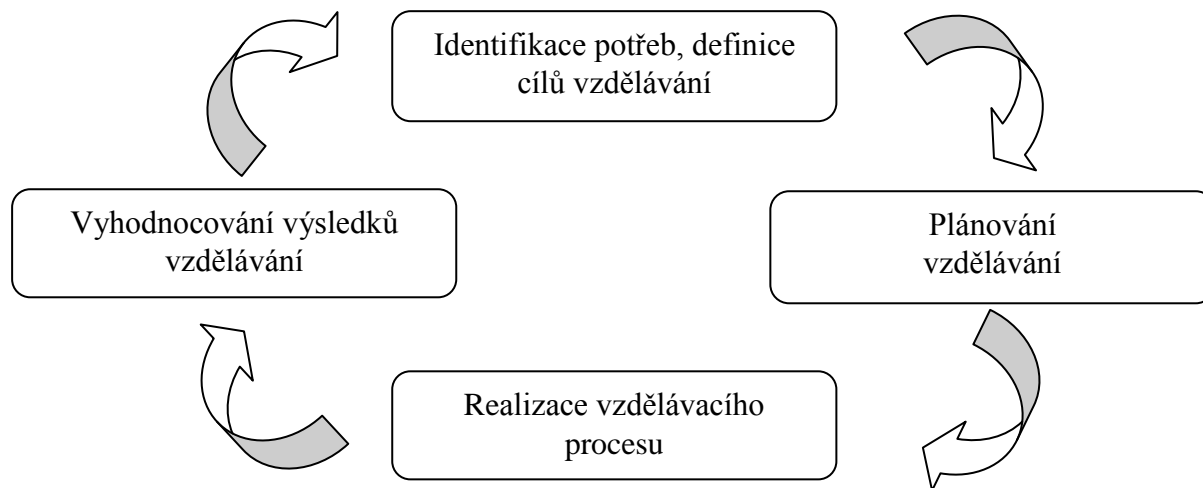 Identifikace potřeb, definice
cílů vzdělávání
Vyhodnocování výsledků
vzdělávání
Plánování
vzdělávání
Realizace vzdělávacího
procesu